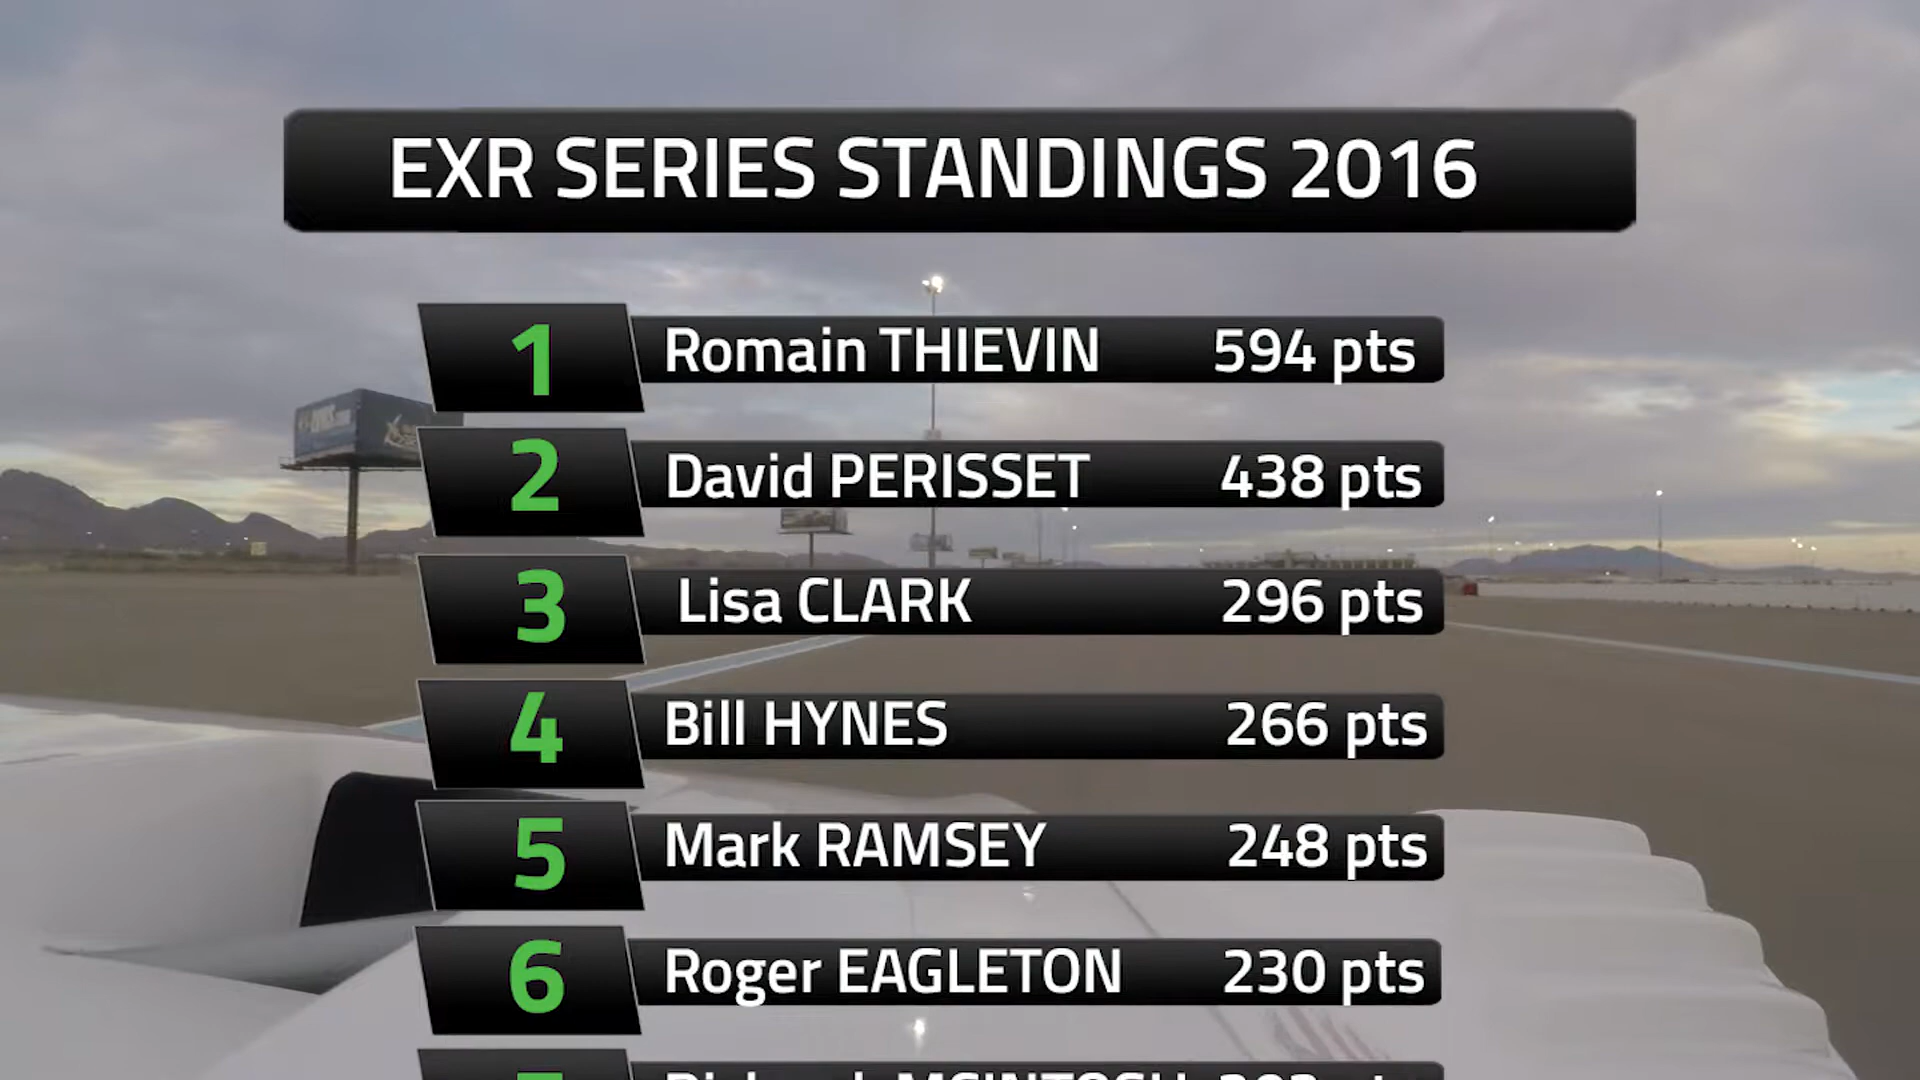 EXR SERIES STANDINGS 2016
1 Romain THIEVIN 594 pts
2 David PERISSET 438 pts
3 Lisa CLARK 296 pts
4 Bill HYNES 266 pts
5 Mark RAMSEY 248 pts
6 Roger EAGLETON 230 pts